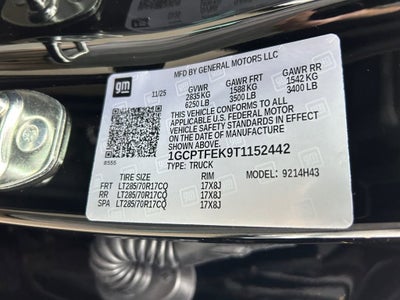 gm
MFD BY GENERAL MOTORS LLC
11/25
GVWR GAWR FRT GAWR RR
2835 KG 1588 KG 1542 KG
6250 LB 3500 LB 3400 LB
THIS VEHICLE CONFORMS TO ALL
APPLICABLE U.S. FEDERAL MOTOR
VEHICLE SAFETY STANDARDS IN EFFECT
ON THE DATE OF MANUFACTURE
SHOWN ABOVE.
1GCPTFEK9T1152442
TYPE: TRUCK MODEL: 9214H43
TIRE SIZE RIM
FRT LT285/70R17CQ 17X8J
RR LT285/70R17CQ 17X8J
SPA LT285/70R17CQ 17X8J